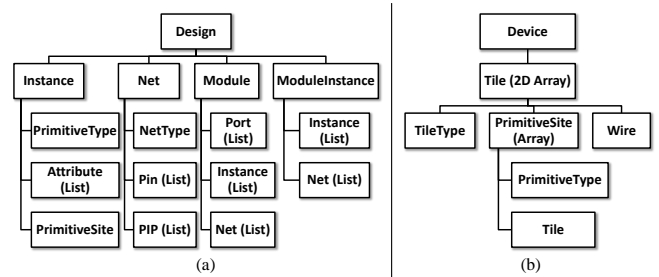 Design
Instance
Net
Module
ModuleInstance
PrimitiveType
NetType
Port
(List)
Instance
(List)
Attribute
(List)
Pin (List)
Instance
(List)
Net (List)
PrimitiveSite
PIP (List)
Net (List)
(a)
Device
Tile (2D Array)
TileType
PrimitiveSite
(Array)
Wire
PrimitiveType
Tile
(b)